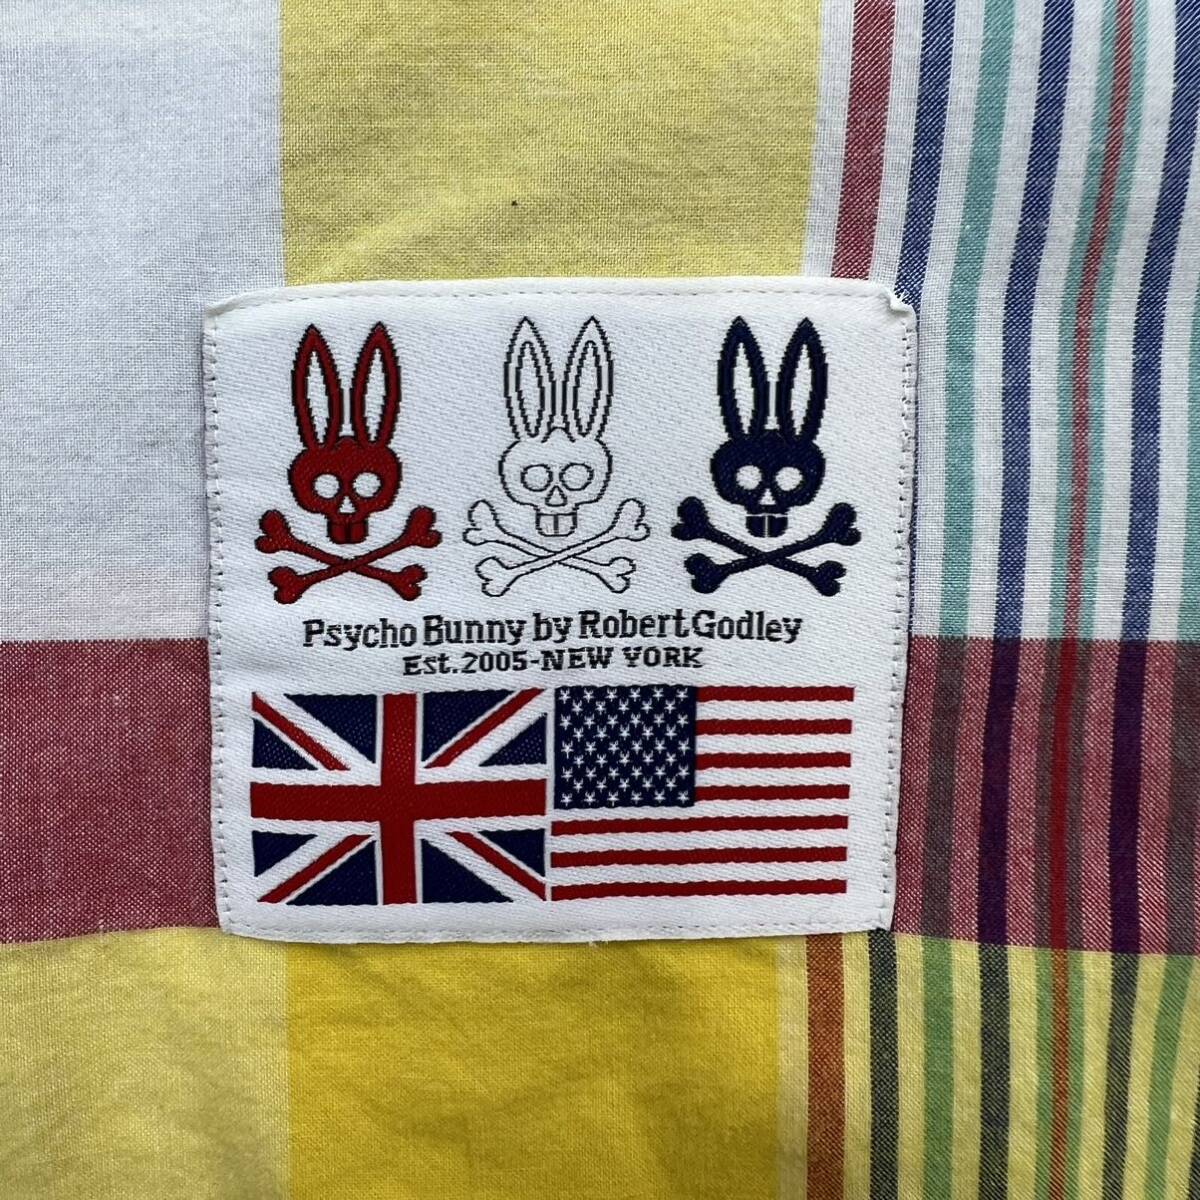 Psycho Bunny by Robert Godley
Est.2005-NEW YORK